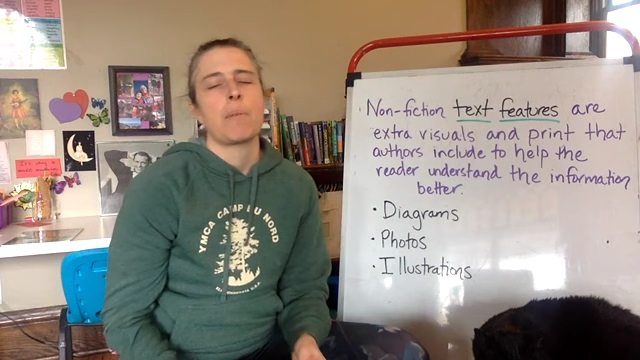 Non-fiction text features are
extra visuals and print that
authors include to help the
reader understand the information
better.
· Diagrams
· Photos
· Illustrations
YMCA CAMP DU NORD